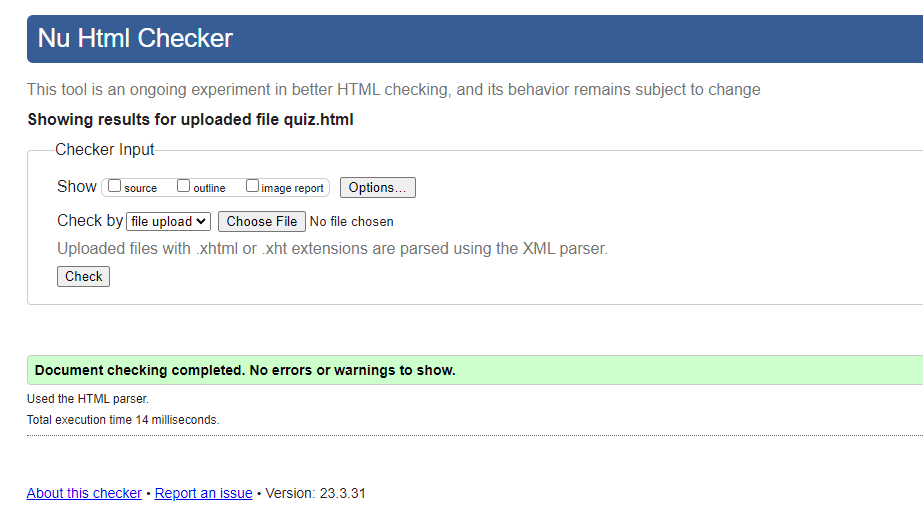 Nu Html Checker
This tool is an ongoing experiment in better HTML checking, and its behavior remains subject to change
Showing results for uploaded file quiz.html
Checker Input
Show source outline image report Options...
Check by file upload Choose File No file chosen
Uploaded files with .xhtml or .xht extensions are parsed using the XML parser.
Check
Document checking completed. No errors or warnings to show.
Used the HTML parser.
Total execution time 14 milliseconds.
About this checker • Report an issue • Version: 23.3.31